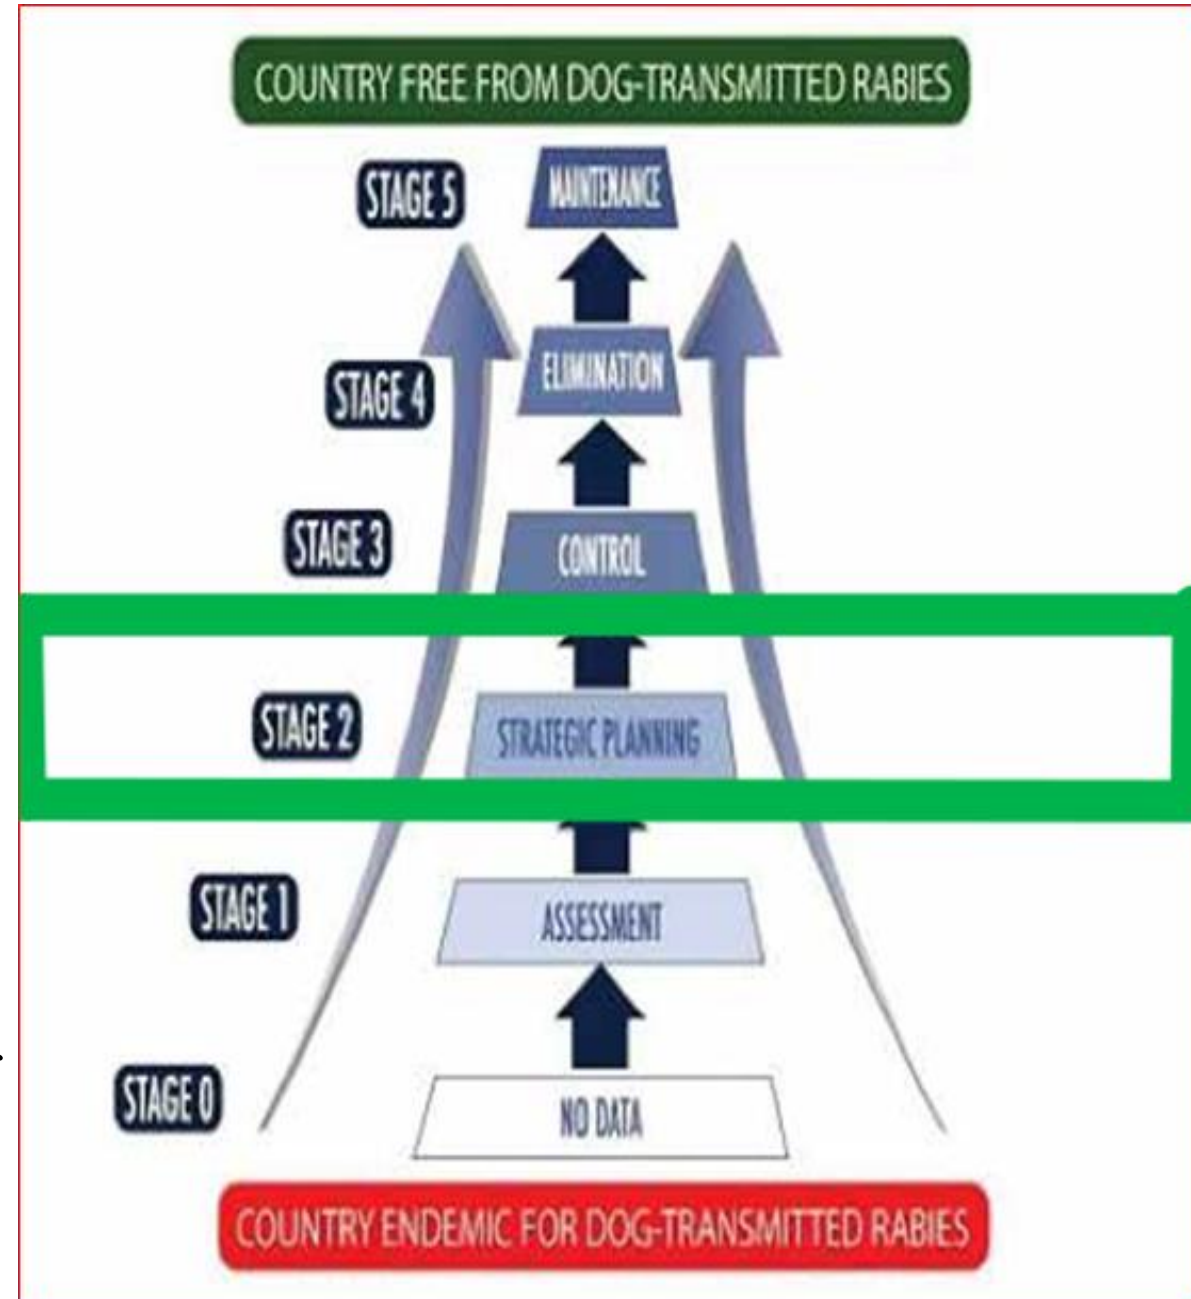 COUNTRY FREE FROM DOG-TRANSMITTED RABIES
STAGE 5
MAINTENANCE
STAGE 4
ELIMINATION
STAGE 3
CONTROL
STAGE 2
STRATEGIC PLANNING
STAGE 1
ASSESSMENT
STAGE 0
NO DATA
COUNTRY ENDEMIC FOR DOG-TRANSMITTED RABIES